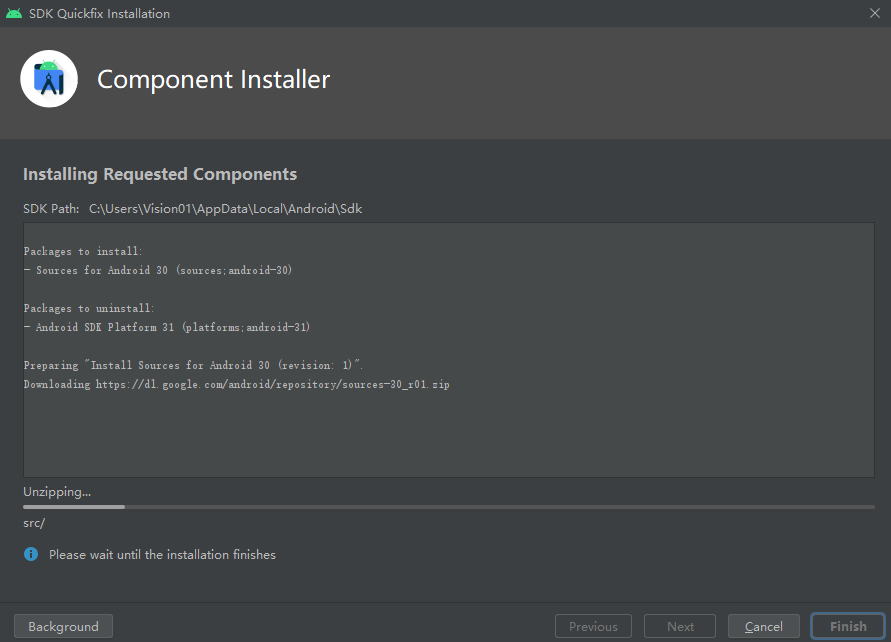 SDK Quickfix Installation
Component Installer
Installing Requested Components
SDK Path: C:\Users\Vision01\AppData\Local\Android\Sdk
Packages to install:
- Sources for Android 30 (sources;android-30)
Packages to uninstall:
- Android SDK Platform 31 (platforms;android-31)
Preparing "Install Sources for Android 30 (revision: 1)".
Downloading https://dl.google.com/android/repository/sources-30_r01.zip
Unzipping...
src/
Please wait until the installation finishes
Background Previous Next Cancel Finish